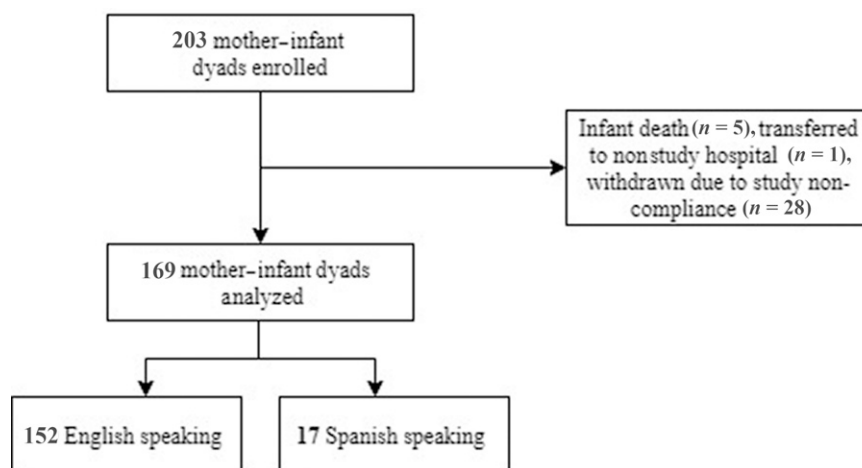 203 mother–infant
dyads enrolled
Infant death (n = 5), transferred
to nonstudy hospital (n = 1),
withdrawn due to study non-
compliance (n = 28)
169 mother–infant dyads
analyzed
152 English speaking
17 Spanish speaking